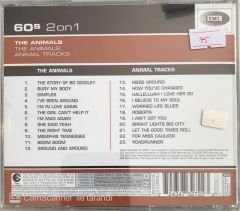 60s 2on1
EMI
THE ANIMALS
THE ANIMALS
ANIMAL TRACKS
THE ANIMALS
1. THE STORY OF BO DIDDLEY
2. BURY MY BODY
3. DIMPLES
4. I'VE BEEN AROUND
5. I'M IN LOVE AGAIN
6. THE GIRL CAN'T HELP IT
7. I'M MAD AGAIN
8. SHE SAID YEAH
9. THE RIGHT TIME
10. MEMPHIS TENNESSEE
11. BOOM BOOM
12. AROUND AND AROUND
ANIMAL TRACKS
13. MESS AROUND
14. HOW YOU'VE CHANGED
15. HALLELUJAH I LOVE HER SO
16. I BELIEVE TO MY SOUL
17. WORRIED LIFE BLUES
18. ROBERTA
19. I AIN'T GOT YOU
20. BRIGHT LIGHTS BIG CITY
21. LET THE GOOD TIMES ROLL
22. FOR MISS CAULKER
23. ROADRUNNER
CamScanner ile tarandı